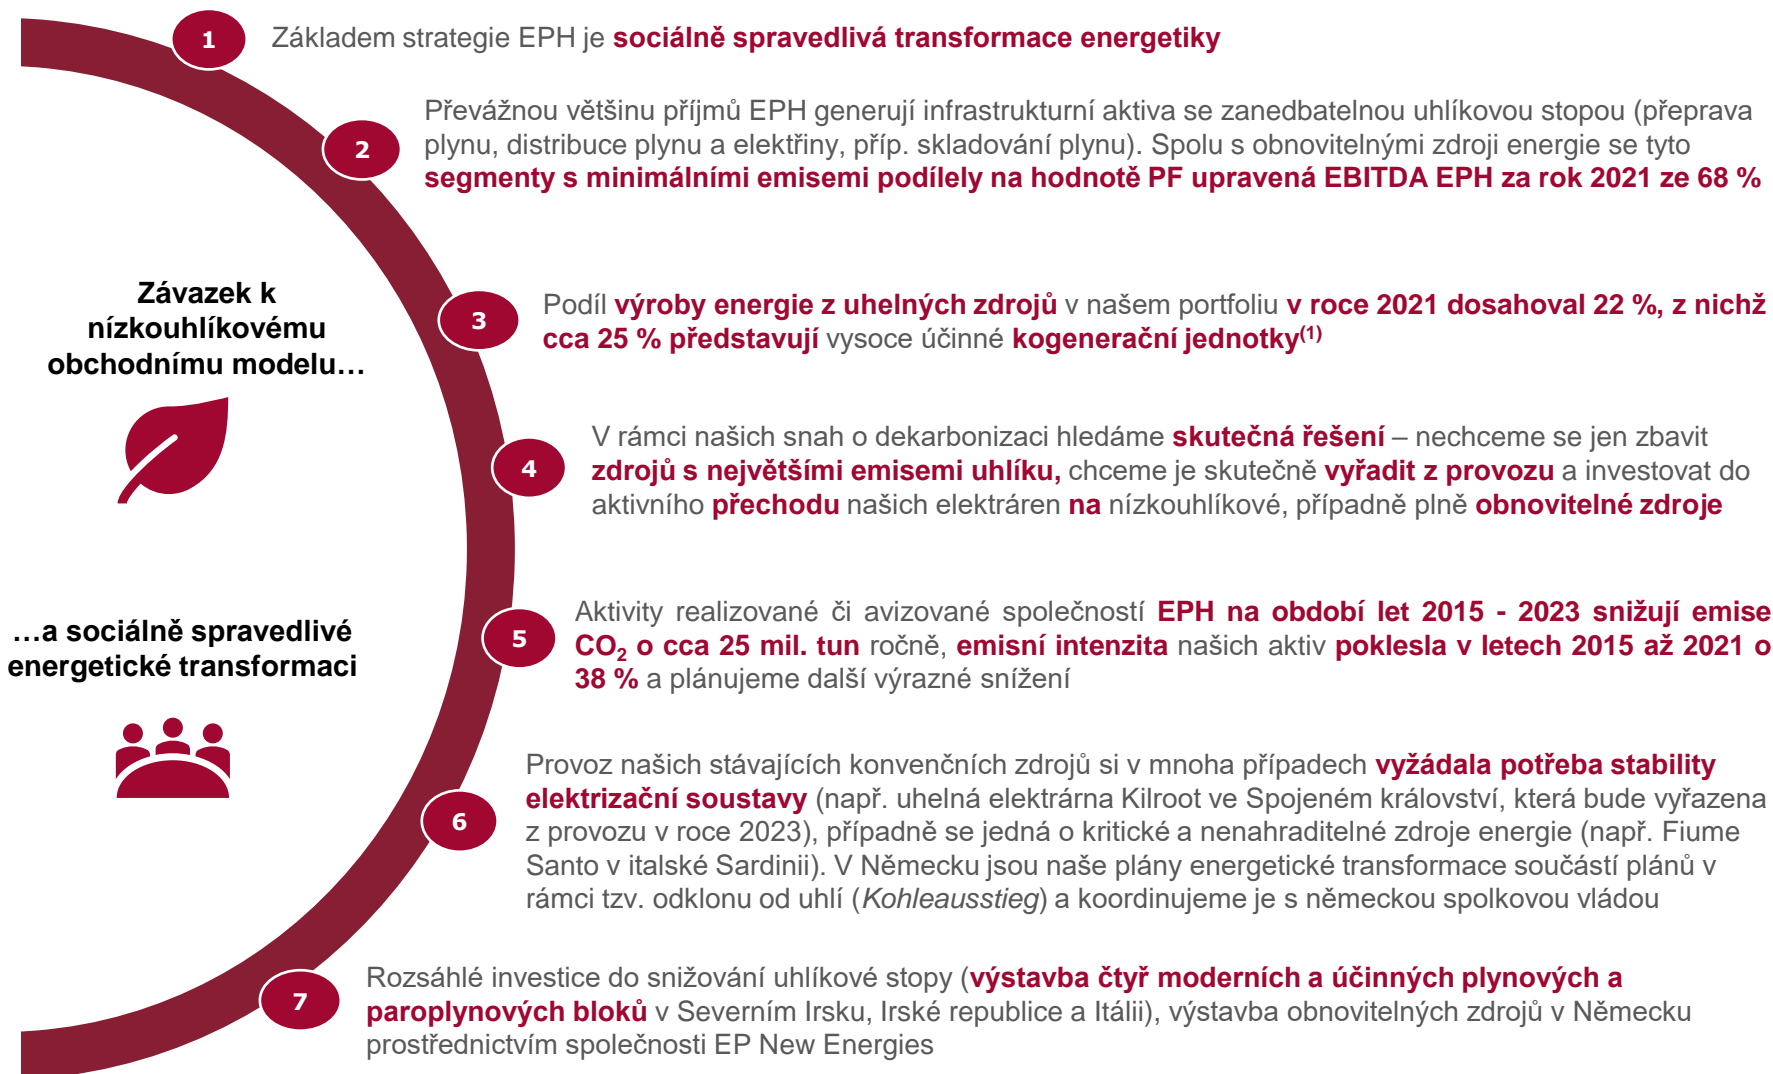 1
Základem strategie EPH je sociálně spravedlivá transformace energetiky
2
Převážnou většinu příjmů EPH generují infrastrukturní aktiva se zanedbatelnou uhlíkovou stopou (přeprava
plynu, distribuce plynu a elektřiny, příp. skladování plynu). Spolu s obnovitelnými zdroji energie se tyto
segmenty s minimálními emisemi podílely na hodnotě PF upravená EBITDA EPH za rok 2021 ze 68 %
Závazek k
nízkouhlíkovému
obchodnímu modelu…
3
Podíl výroby energie z uhelných zdrojů v našem portfoliu v roce 2021 dosahoval 22 %, z nichž
cca 25 % představují vysoce účinné kogenerační jednotky(1)
4
V rámci našich snah o dekarbonizaci hledáme skutečná řešení – nechceme se jen zbavit
zdrojů s největšími emisemi uhlíku, chceme je skutečně vyřadit z provozu a investovat do
aktivního přechodu našich elektráren na nízkouhlíkové, případně plně obnovitelné zdroje
…a sociálně spravedlivé
energetické transformaci
5
Aktivity realizované či avizované společností EPH na období let 2015 - 2023 snižují emise
CO2 o cca 25 mil. tun ročně, emisní intenzita našich aktiv poklesla v letech 2015 až 2021 o
38 % a plánujeme další výrazné snížení
6
Provoz našich stávajících konvenčních zdrojů si v mnoha případech vyžádala potřeba stability
elektrizační soustavy (např. uhelná elektrárna Kilroot ve Spojeném království, která bude vyřazena
z provozu v roce 2023), případně se jedná o kritické a nenahraditelné zdroje energie (např. Fiume
Santo v italské Sardinii). V Německu jsou naše plány energetické transformace součástí plánů v
rámci tzv. odklonu od uhlí (Kohleausstieg) a koordinujeme je s německou spolkovou vládou
7
Rozsáhlé investice do snižování uhlíkové stopy (výstavba čtyř moderních a účinných plynových a
paroplynových bloků v Severním Irsku, Irské republice a Itálii), výstavba obnovitelných zdrojů v Německu
prostřednictvím společnosti EP New Energies